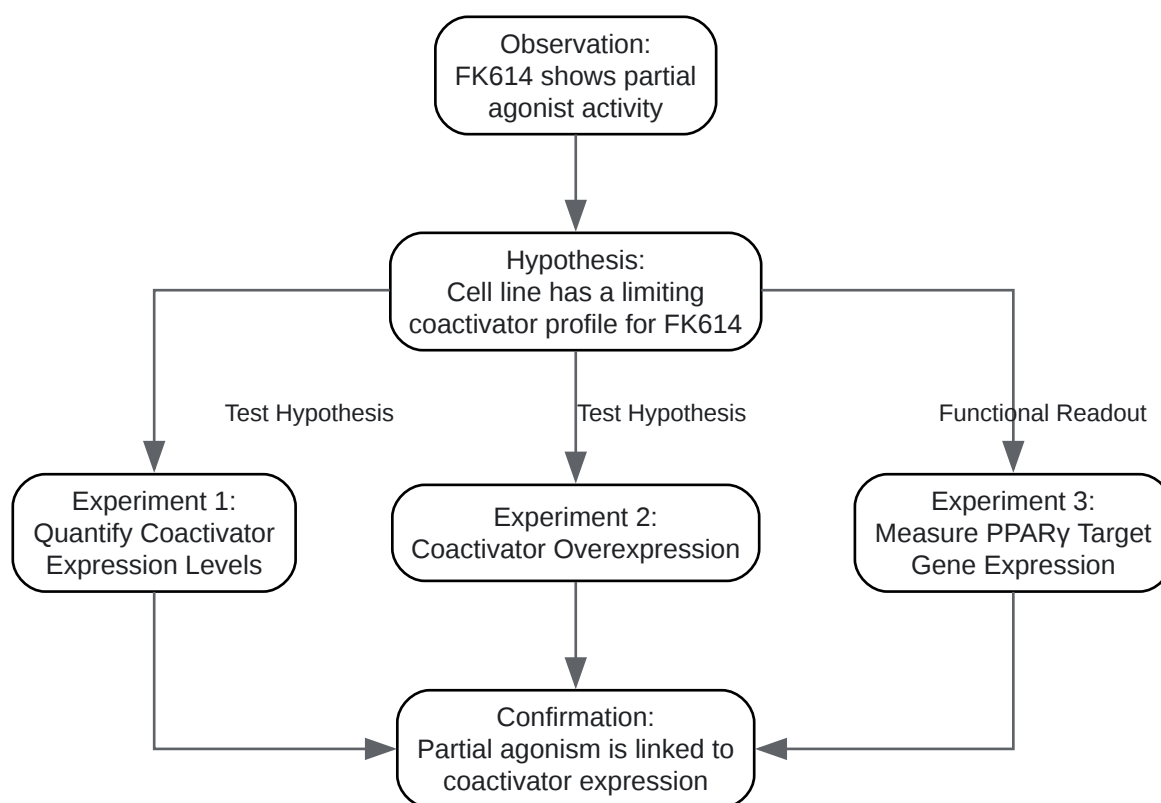 Observation:
FK614 shows partial
agonist activity
Hypothesis:
Cell line has a limiting
coactivator profile for FK614
Test Hypothesis
Test Hypothesis
Functional Readout
Experiment 1:
Quantify Coactivator
Expression Levels
Experiment 2:
Coactivator Overexpression
Experiment 3:
Measure PPARγ Target
Gene Expression
Confirmation:
Partial agonism is linked to
coactivator expression